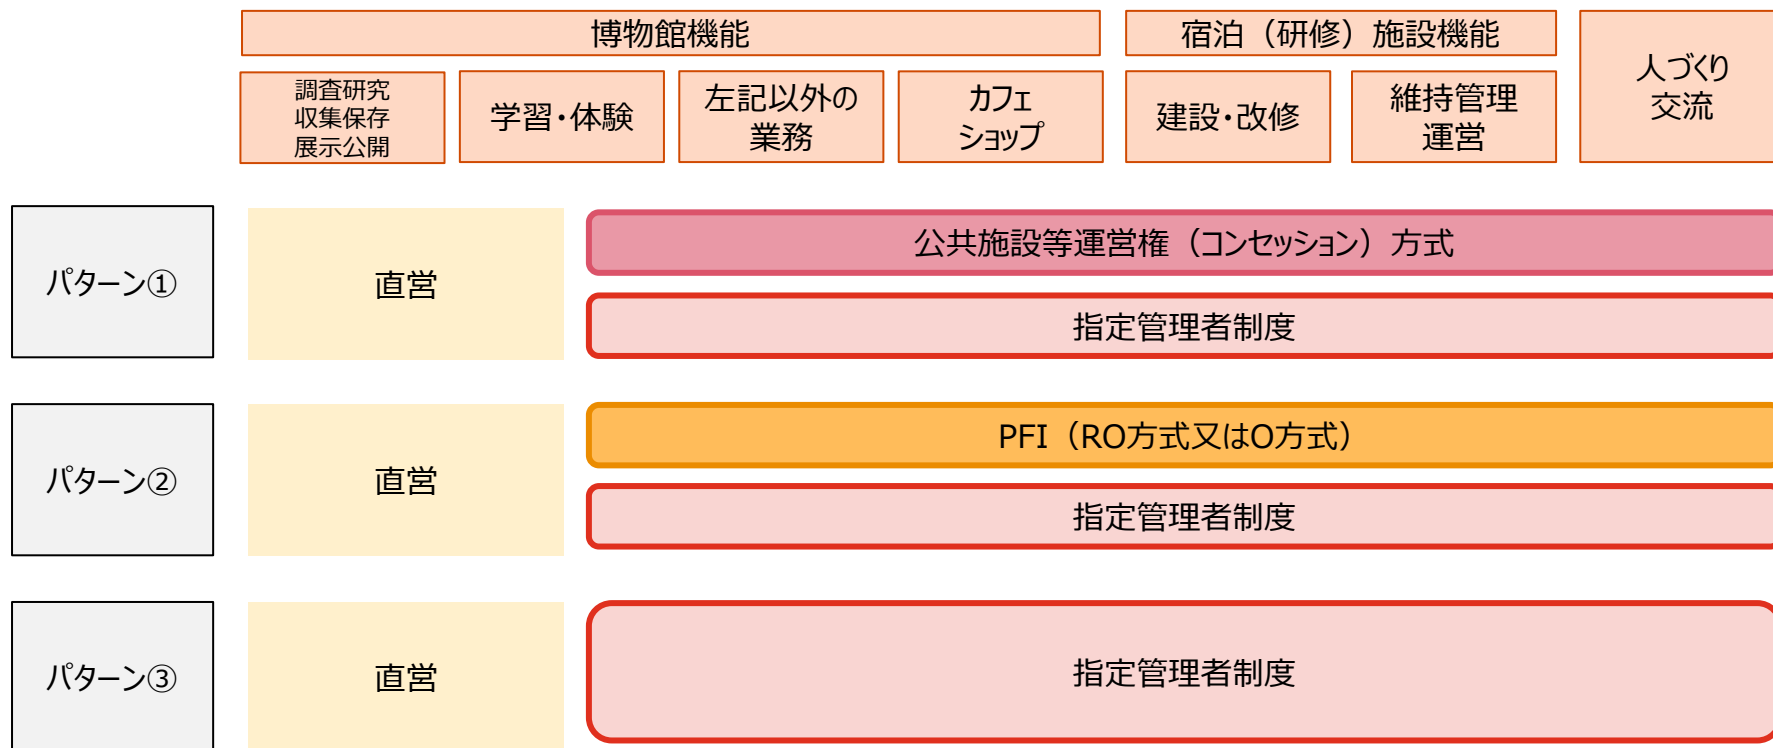 博物館機能
宿泊（研修）施設機能
人づくり
交流
調査研究
収集保存
展示公開
学習・体験
左記以外の
業務
カフェ
ショップ
建設・改修
維持管理
運営
パターン①
直営
公共施設等運営権（コンセッション）方式
指定管理者制度
パターン②
直営
PFI（RO方式又はO方式）
指定管理者制度
パターン③
直営
指定管理者制度